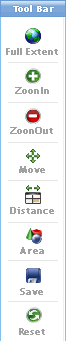 Tool Bar
Full Extent
ZoonIn
ZoonOut
Move
Distance
Area
Save
Reset